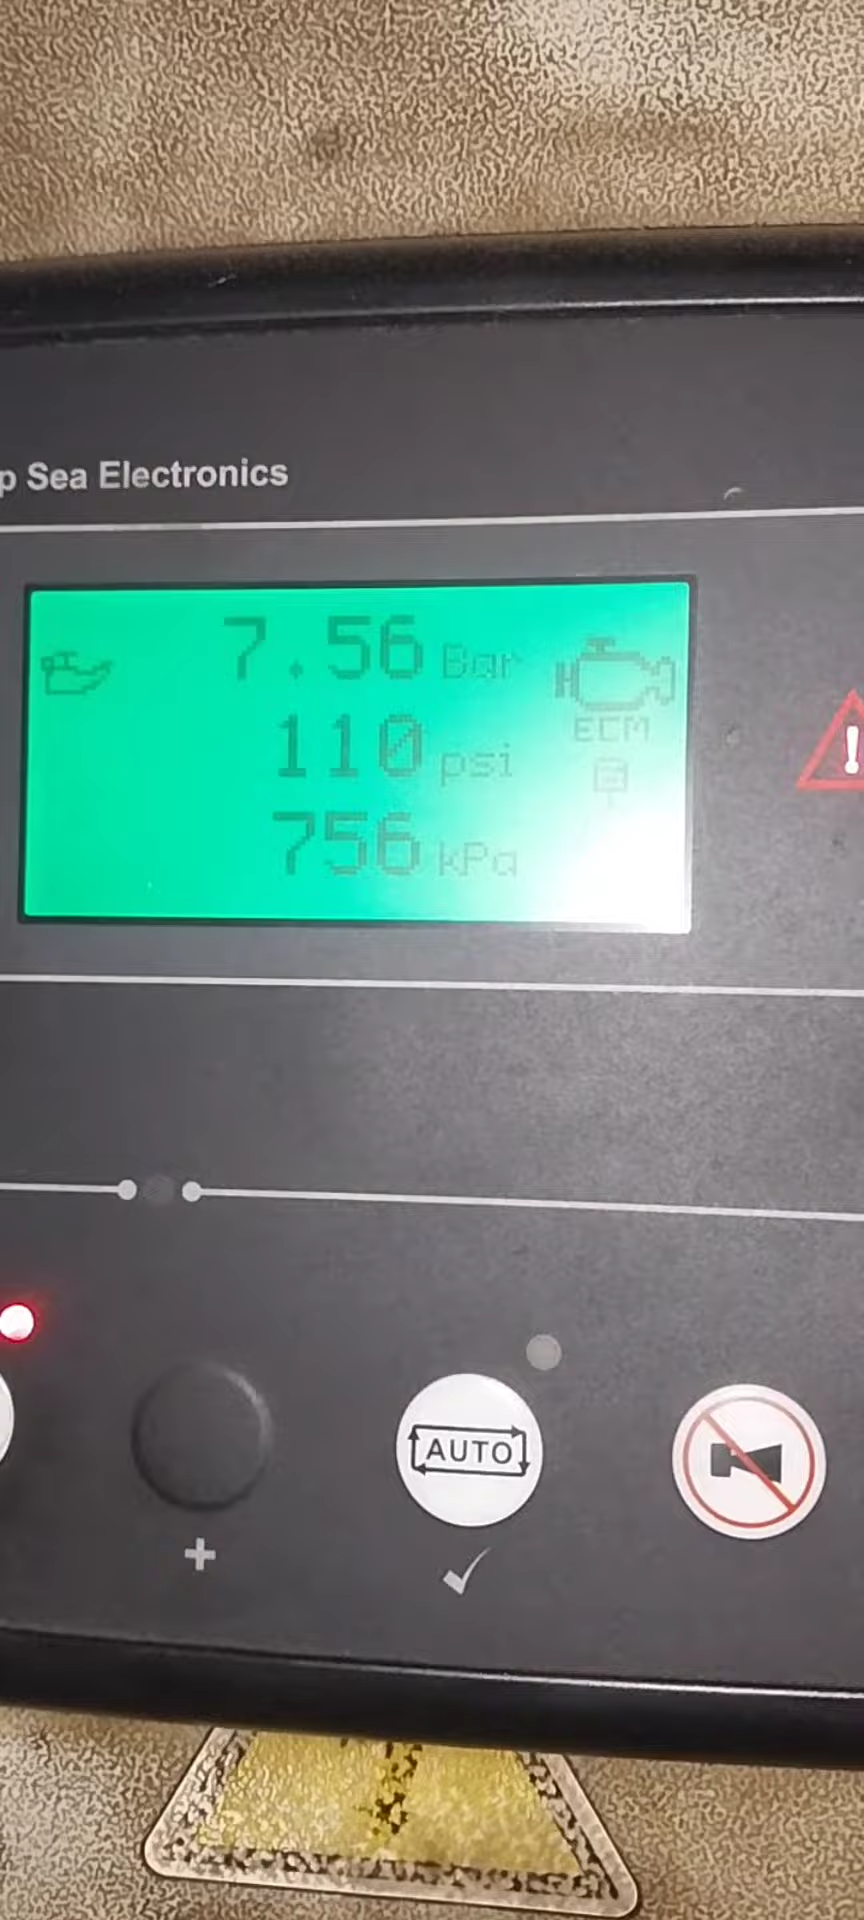 p Sea Electronics
7.56 Bar
110 psi
ECM
756 kPa
!
AUTO
+